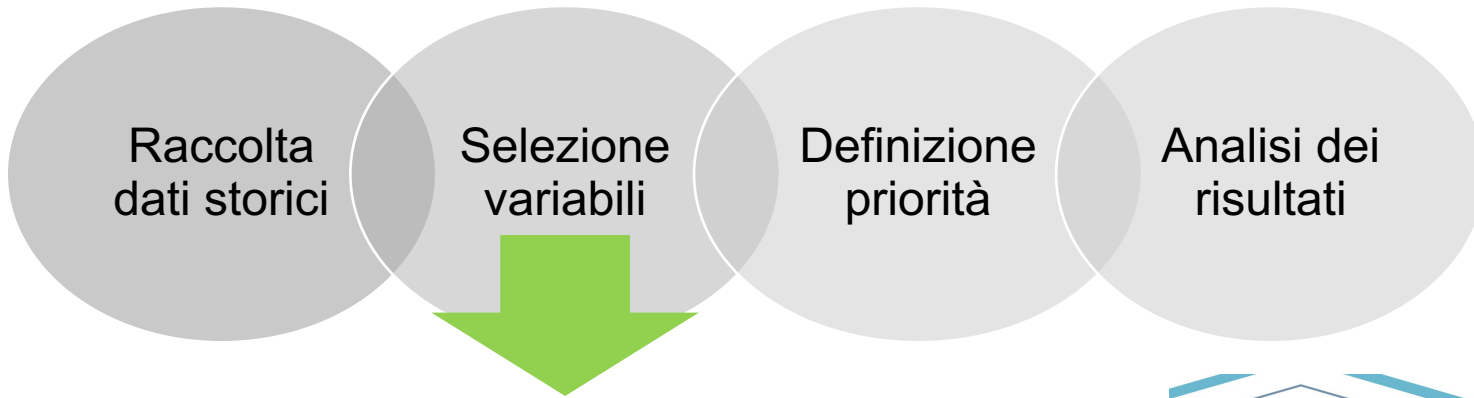 Raccolta
dati storici
Selezione
variabili
Definizione
priorità
Analisi dei
risultati